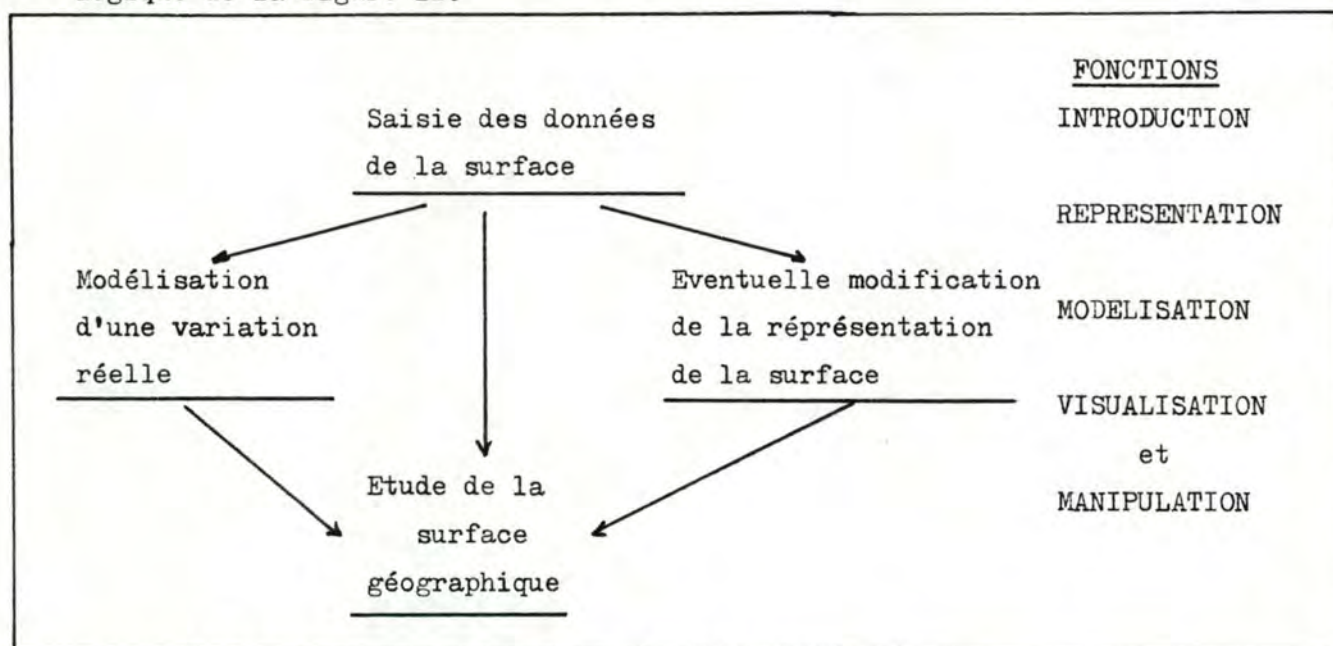 FONCTIONS
INTRODUCTION
Saisie des données
de la surface
REPRESENTATION
Modélisation
d'une variation
réelle
Eventuelle modification
de la réprésentation
de la surface
MODELISATION
VISUALISATION
et
MANIPULATION
Etude de la
surface
géographique